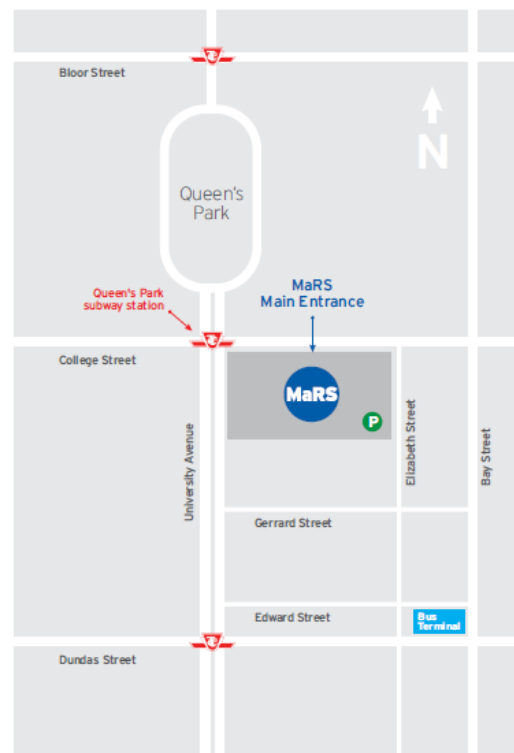 Bloor Street
N
Queen's
Park
Queen's Park
subway station
MaRS
Main Entrance
College Street
MaRS
P
University Avenue
Elizabeth Street
Bay Street
Gerrard Street
Edward Street
Bus
Terminal
Dundas Street